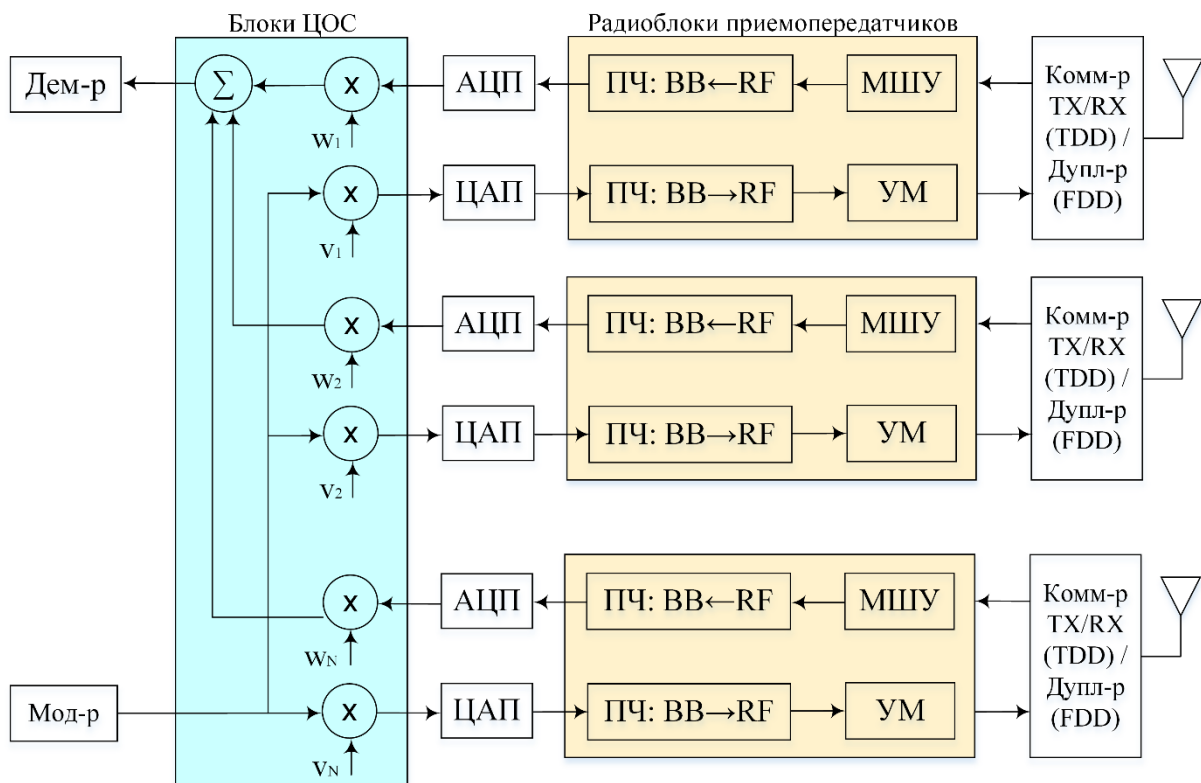 Блоки ЦОС
Радиоблоки приемопередатчиков
Дем-р
∑
x
w₁
АЦП
ПЧ: BB←RF
МШУ
Комм-р
TX/RX
(TDD) /
Дупл-р
(FDD)
x
v₁
ЦАП
ПЧ: BB→RF
УМ
x
w₂
АЦП
ПЧ: BB←RF
МШУ
Комм-р
TX/RX
(TDD) /
Дупл-р
(FDD)
x
v₂
ЦАП
ПЧ: BB→RF
УМ
x
wN
АЦП
ПЧ: BB←RF
МШУ
Комм-р
TX/RX
(TDD) /
Дупл-р
(FDD)
Мод-р
x
vN
ЦАП
ПЧ: BB→RF
УМ